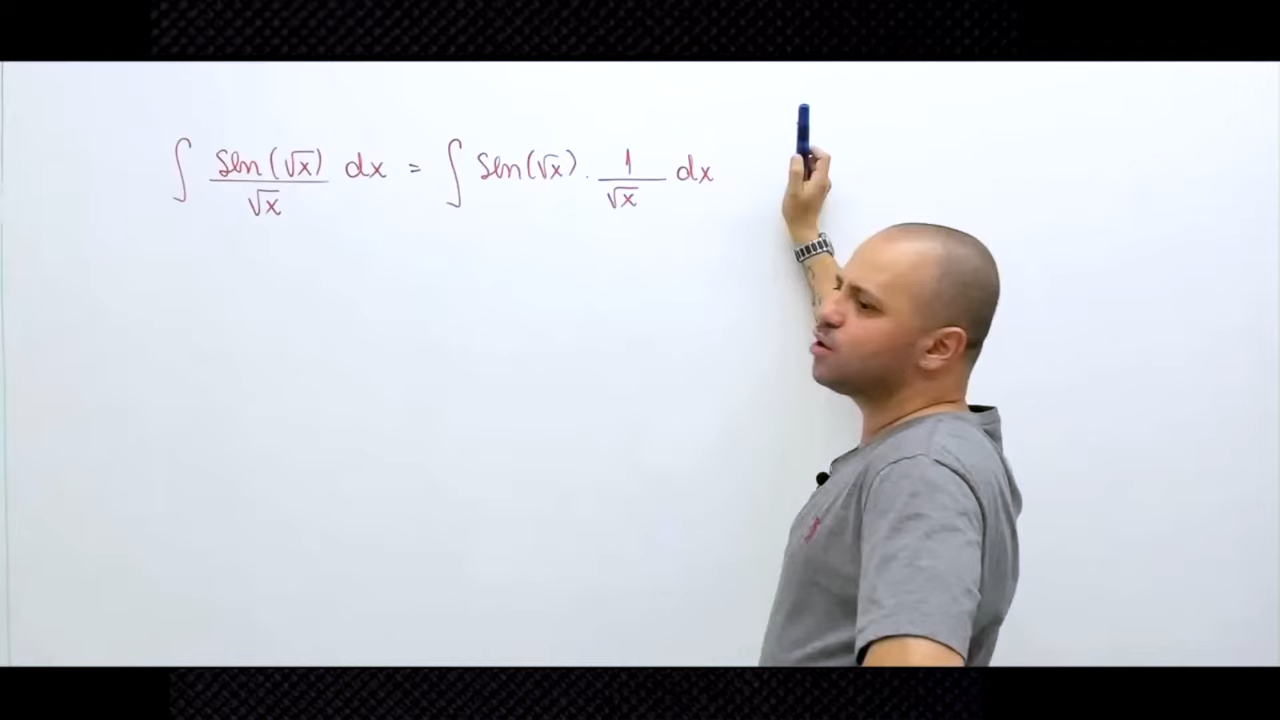 ∫ sen(√x)/√x dx = ∫ sen(√x) · 1/√x dx